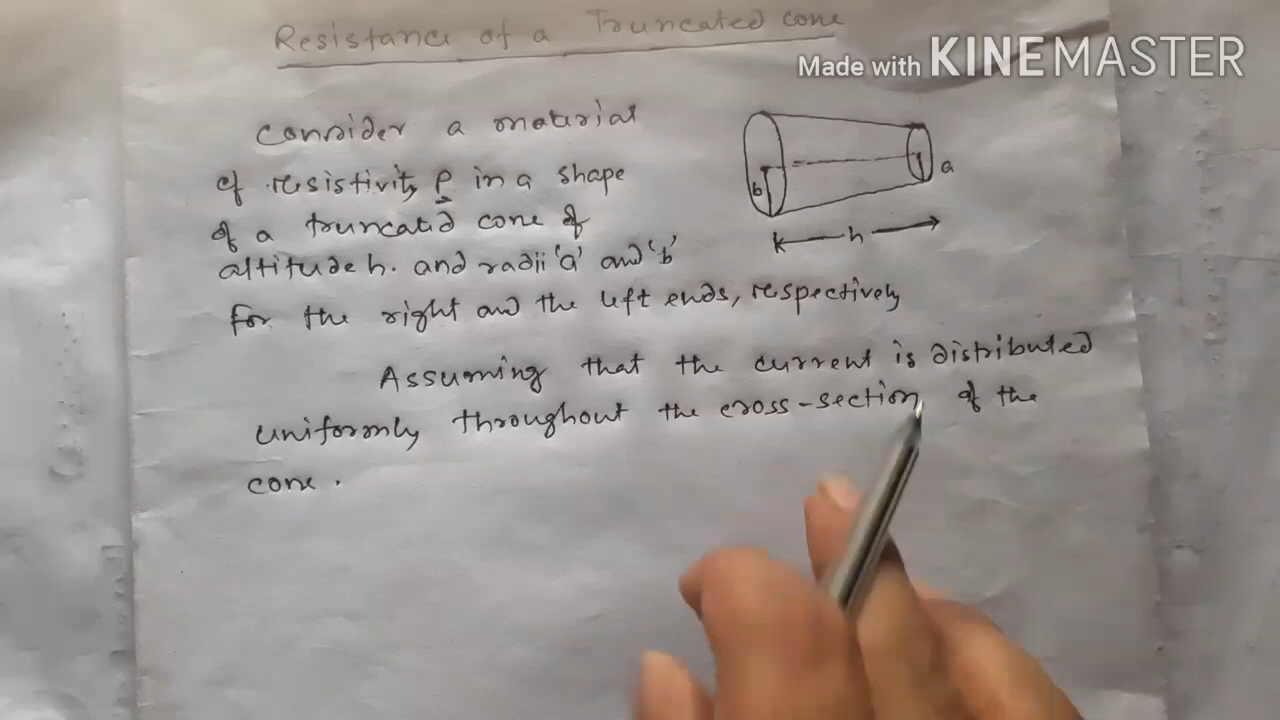 Resistance of a Truncated cone
Made with KINEMASTER
Consider a material
of resistivity ρ in a shape
of a truncated cone of
altitude h. and radii 'a' and 'b'
for the right and the left ends, respectively
b
a
h
Assuming that the current is distributed
uniformly throughout the cross-section of the
cone.